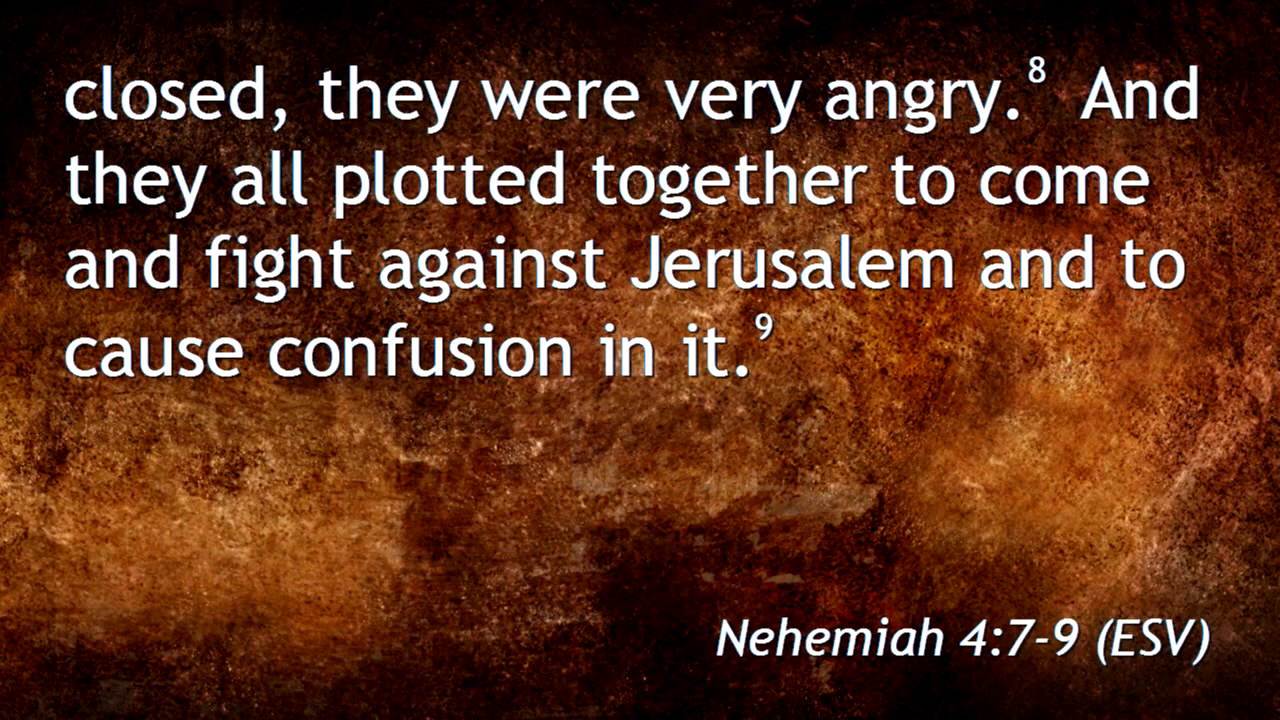 closed, they were very angry.⁸ And
they all plotted together to come
and fight against Jerusalem and to
cause confusion in it.⁹
Nehemiah 4:7-9 (ESV)